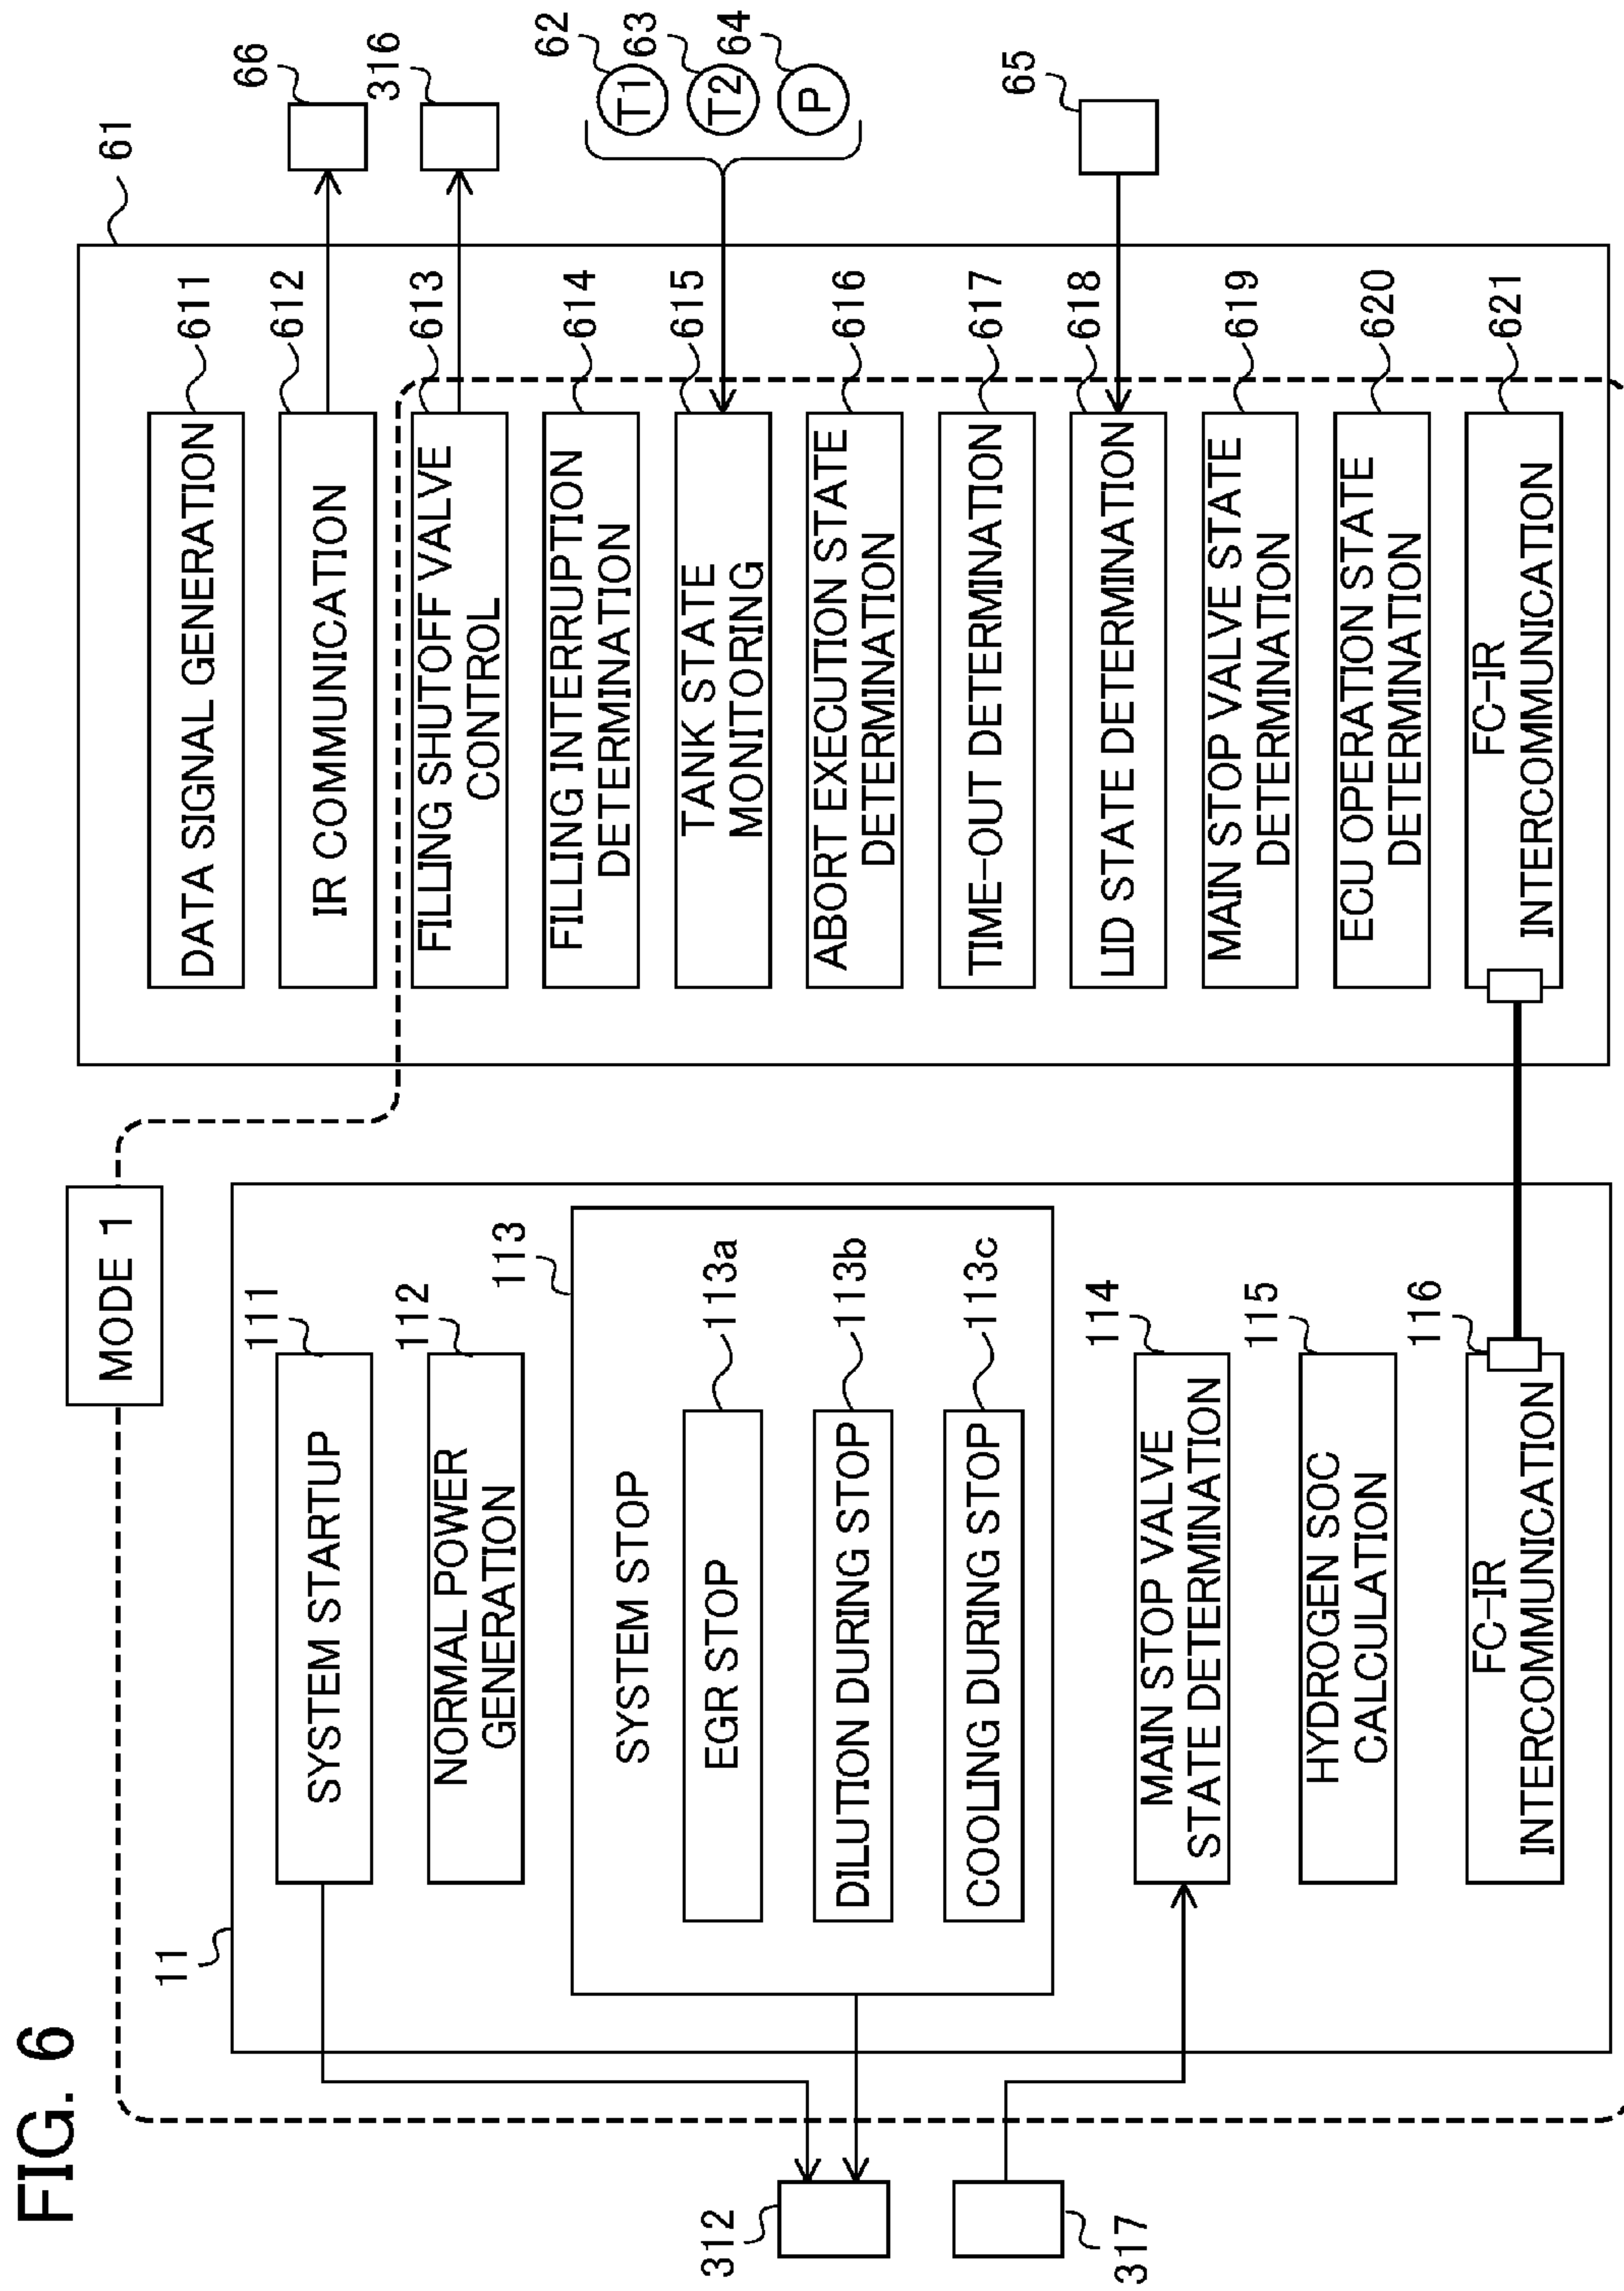 FIG. 6
MODE 1
11
111
SYSTEM STARTUP
112
NORMAL POWER
GENERATION
113
SYSTEM STOP
113a
EGR STOP
113b
DILUTION DURING STOP
113c
COOLING DURING STOP
114
MAIN STOP VALVE
STATE DETERMINATION
115
HYDROGEN SOC
CALCULATION
116
FC-IR
INTERCOMMUNICATION
312
317
61
611
DATA SIGNAL GENERATION
612
IR COMMUNICATION
613
FILLING SHUTOFF VALVE
CONTROL
614
FILLING INTERRUPTION
DETERMINATION
615
TANK STATE
MONITORING
616
ABORT EXECUTION STATE
DETERMINATION
617
TIME-OUT DETERMINATION
618
LID STATE DETERMINATION
619
MAIN STOP VALVE STATE
DETERMINATION
620
ECU OPERATION STATE
DETERMINATION
621
FC-IR
INTERCOMMUNICATION
66
316
62
T1
63
T2
64
P
65